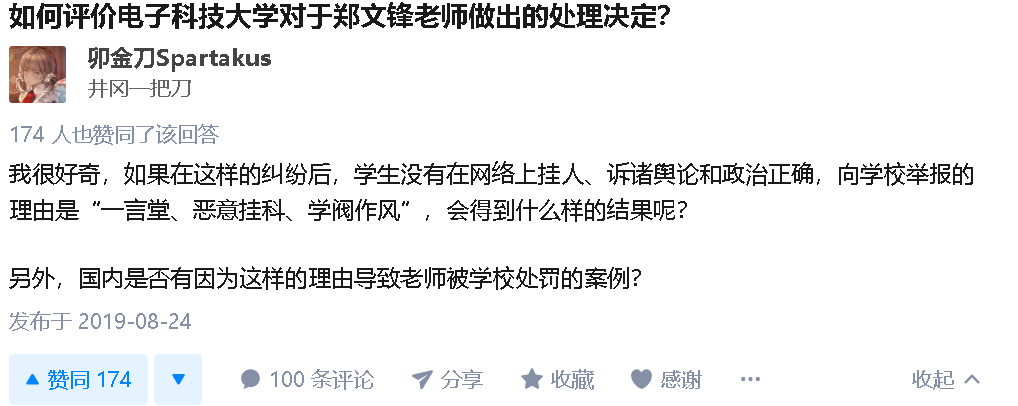 如何评价电子科技大学对于郑文锋老师做出的处理决定？
卯金刀Spartakus
井冈一把刀
174 人也赞同了该回答
我很好奇，如果在这样的纠纷后，学生没有在网络上挂人、诉诸舆论和政治正确，向学校举报的
理由是“一言堂、恶意挂科、学阀作风”，会得到什么样的结果呢？
另外，国内是否有因为这样的理由导致老师被学校处罚的案例？
发布于 2019-08-24
赞同 174 100 条评论 分享 收藏 感谢 ··· 收起